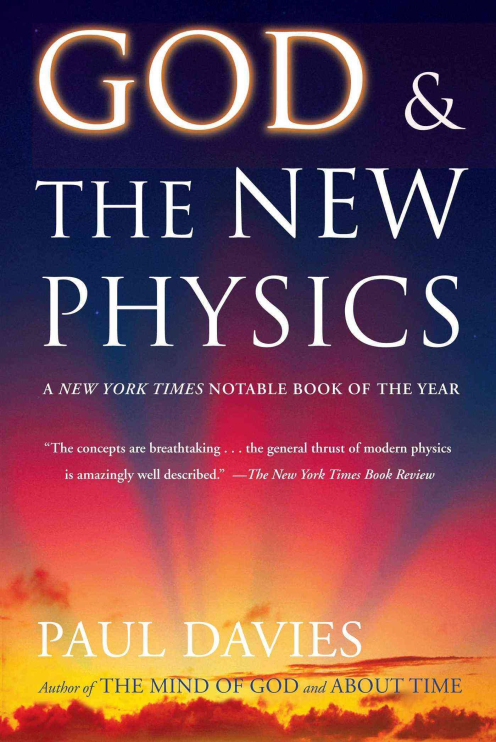 GOD &
THE NEW
PHYSICS
A NEW YORK TIMES NOTABLE BOOK OF THE YEAR
“The concepts are breathtaking . . . the general thrust of modern physics
is amazingly well described.” —The New York Times Book Review
PAUL DAVIES
Author of THE MIND OF GOD and ABOUT TIME